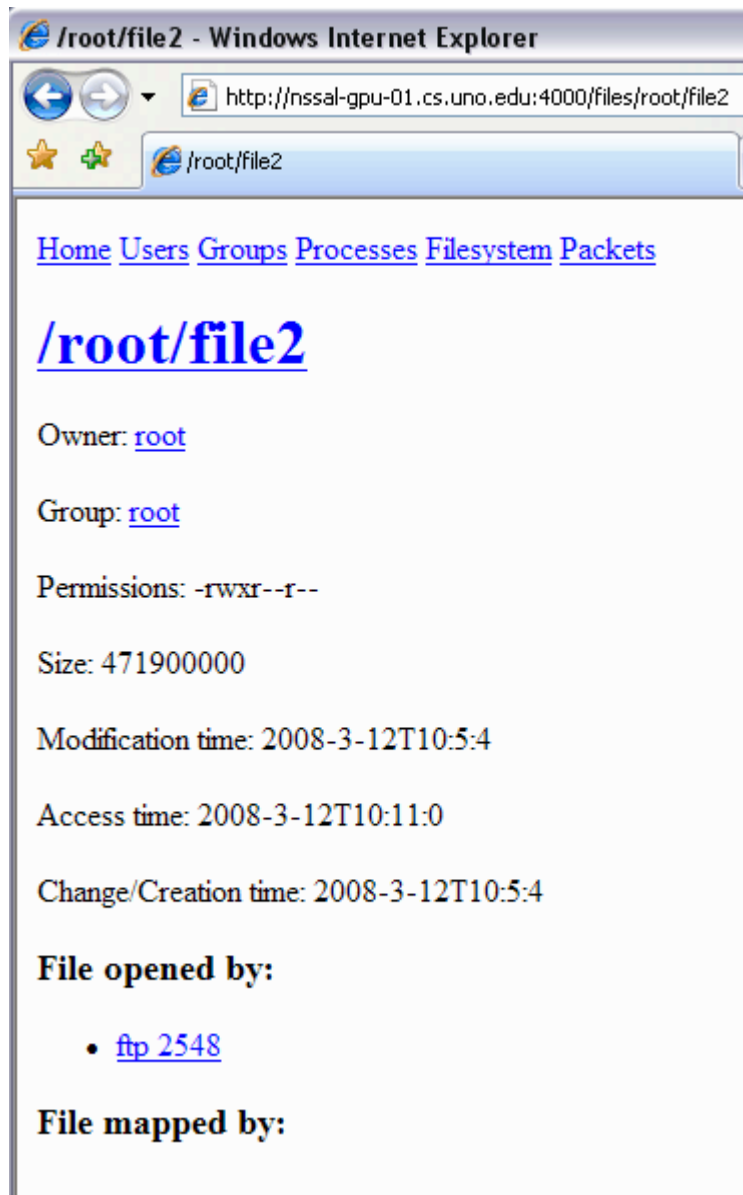 /root/file2 - Windows Internet Explorer
http://nssal-gpu-01.cs.uno.edu:4000/files/root/file2
/root/file2
Home Users Groups Processes Filesystem Packets
/root/file2
Owner: root
Group: root
Permissions: -rwxr--r--
Size: 471900000
Modification time: 2008-3-12T10:5:4
Access time: 2008-3-12T10:11:0
Change/Creation time: 2008-3-12T10:5:4
File opened by:
• ftp 2548
File mapped by: